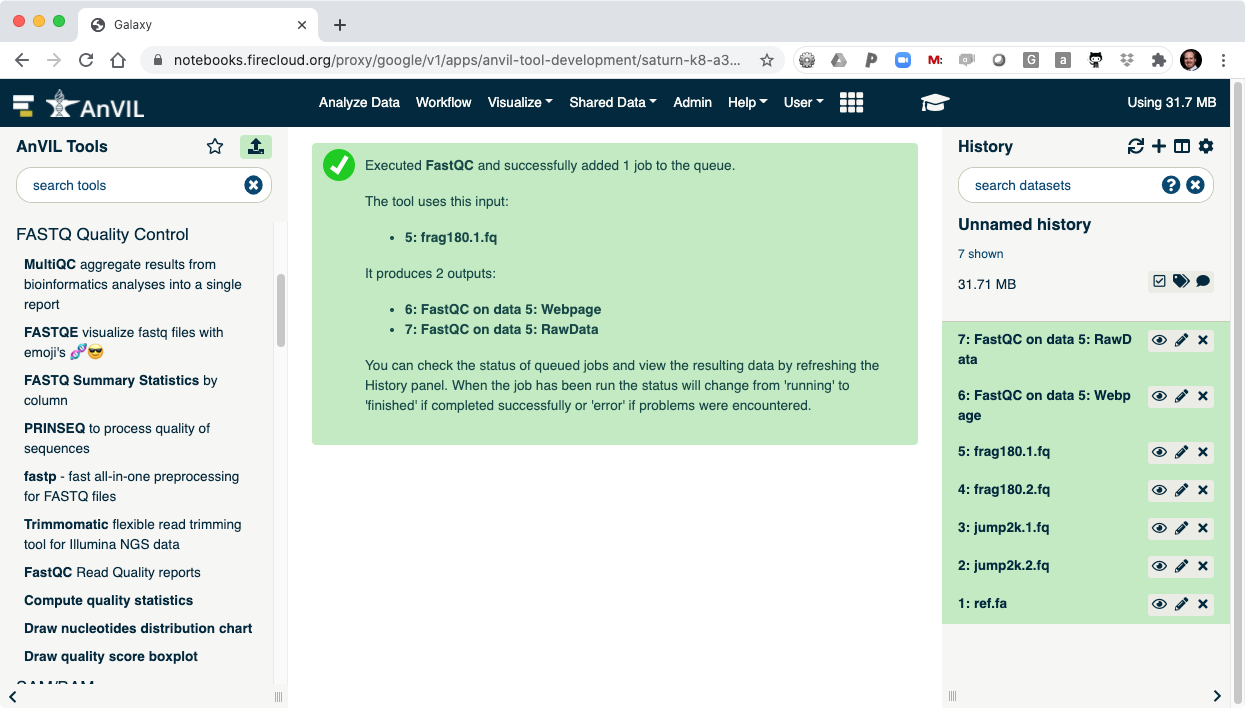 Galaxy
notebooks.firecloud.org/proxy/google/v1/apps/anvil-tool-development/saturn-k8-a3...
AnVIL
Analyze Data
Workflow
Visualize
Shared Data
Admin
Help
User
Using 31.7 MB
AnVIL Tools
search tools
FASTQ Quality Control
MultiQC aggregate results from
bioinformatics analyses into a single
report
FASTQE visualize fastq files with
emoji's 🧬😎
FASTQ Summary Statistics by
column
PRINSEQ to process quality of
sequences
fastp - fast all-in-one preprocessing
for FASTQ files
Trimmomatic flexible read trimming
tool for Illumina NGS data
FastQC Read Quality reports
Compute quality statistics
Draw nucleotides distribution chart
Draw quality score boxplot
SAM/BAM
Executed FastQC and successfully added 1 job to the queue.
The tool uses this input:
• 5: frag180.1.fq
It produces 2 outputs:
• 6: FastQC on data 5: Webpage
• 7: FastQC on data 5: RawData
You can check the status of queued jobs and view the resulting data by refreshing the
History panel. When the job has been run the status will change from 'running' to
'finished' if completed successfully or 'error' if problems were encountered.
History
search datasets
Unnamed history
7 shown
31.71 MB
7: FastQC on data 5: RawD
ata
6: FastQC on data 5: Webp
age
5: frag180.1.fq
4: frag180.2.fq
3: jump2k.1.fq
2: jump2k.2.fq
1: ref.fa